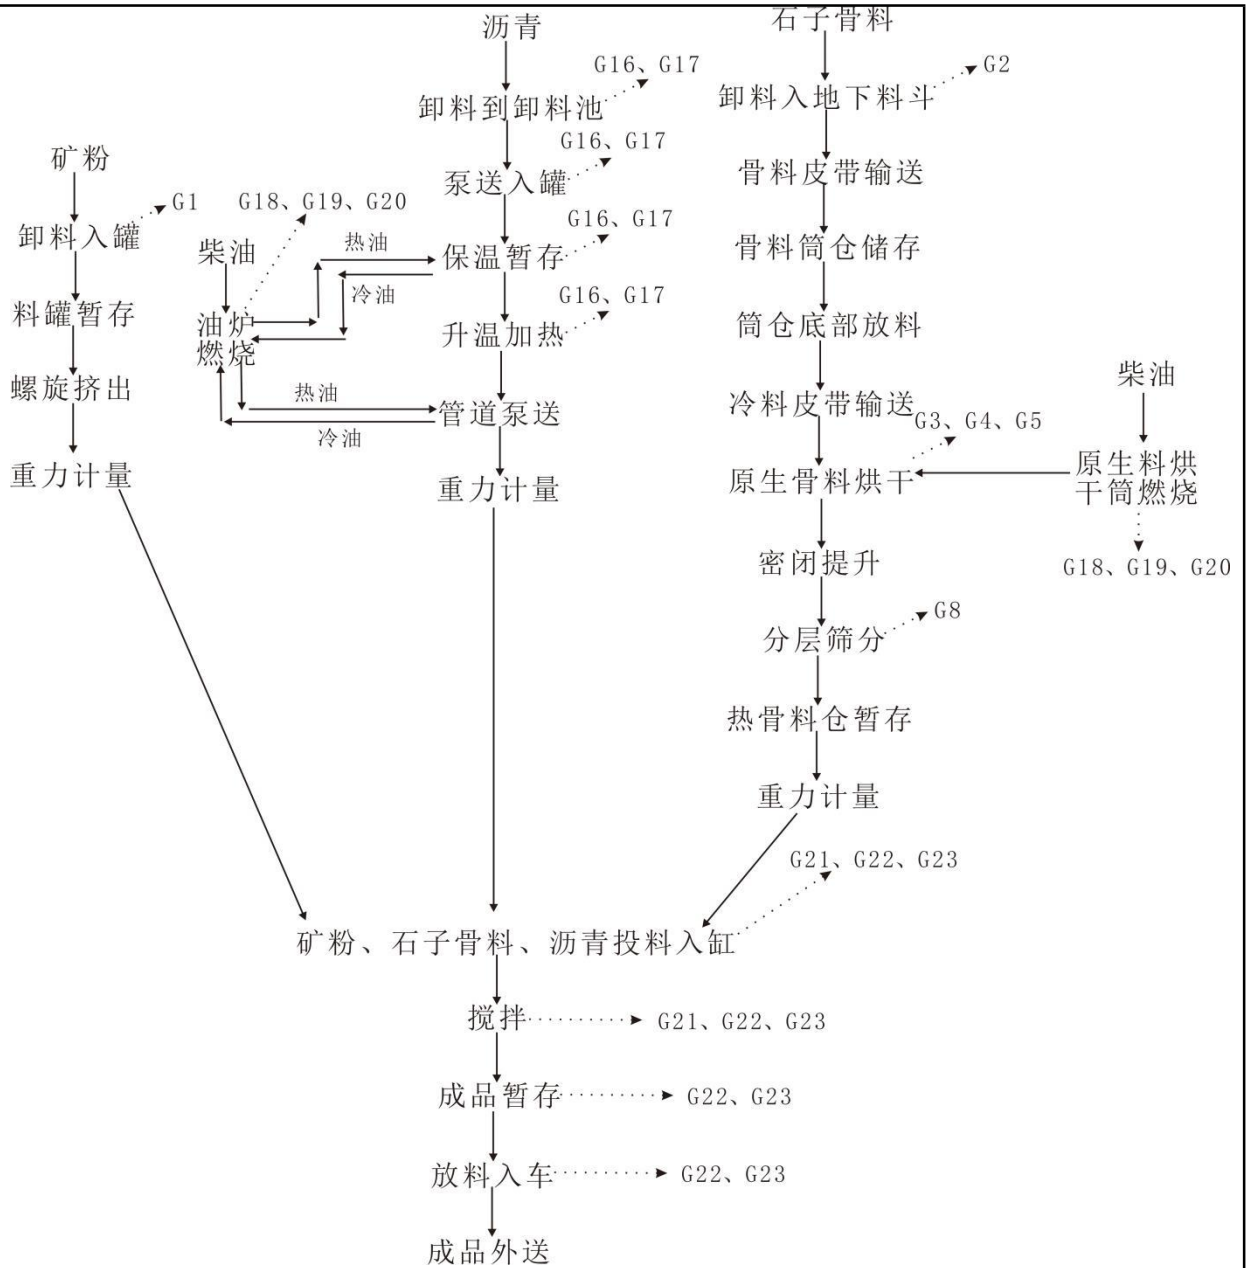 沥青
石子骨料
G16、G17
G2
卸料到卸料池
卸料入地下料斗
G16、G17
矿粉
泵送入罐
骨料皮带输送
G1
G18、G19、G20
G16、G17
卸料入罐
柴油
热油
保温暂存
骨料筒仓储存
冷油
G16、G17
料罐暂存
油炉
燃烧
升温加热
筒仓底部放料
螺旋挤出
热油
管道泵送
冷料皮带输送
柴油
冷油
G3、G4、G5
重力计量
重力计量
原生骨料烘干
原生料烘
干筒燃烧
密闭提升
G18、G19、G20
G8
分层筛分
热骨料仓暂存
重力计量
G21、G22、G23
矿粉、石子骨料、沥青投料入缸
搅拌
G21、G22、G23
成品暂存
G22、G23
放料入车
G22、G23
成品外送